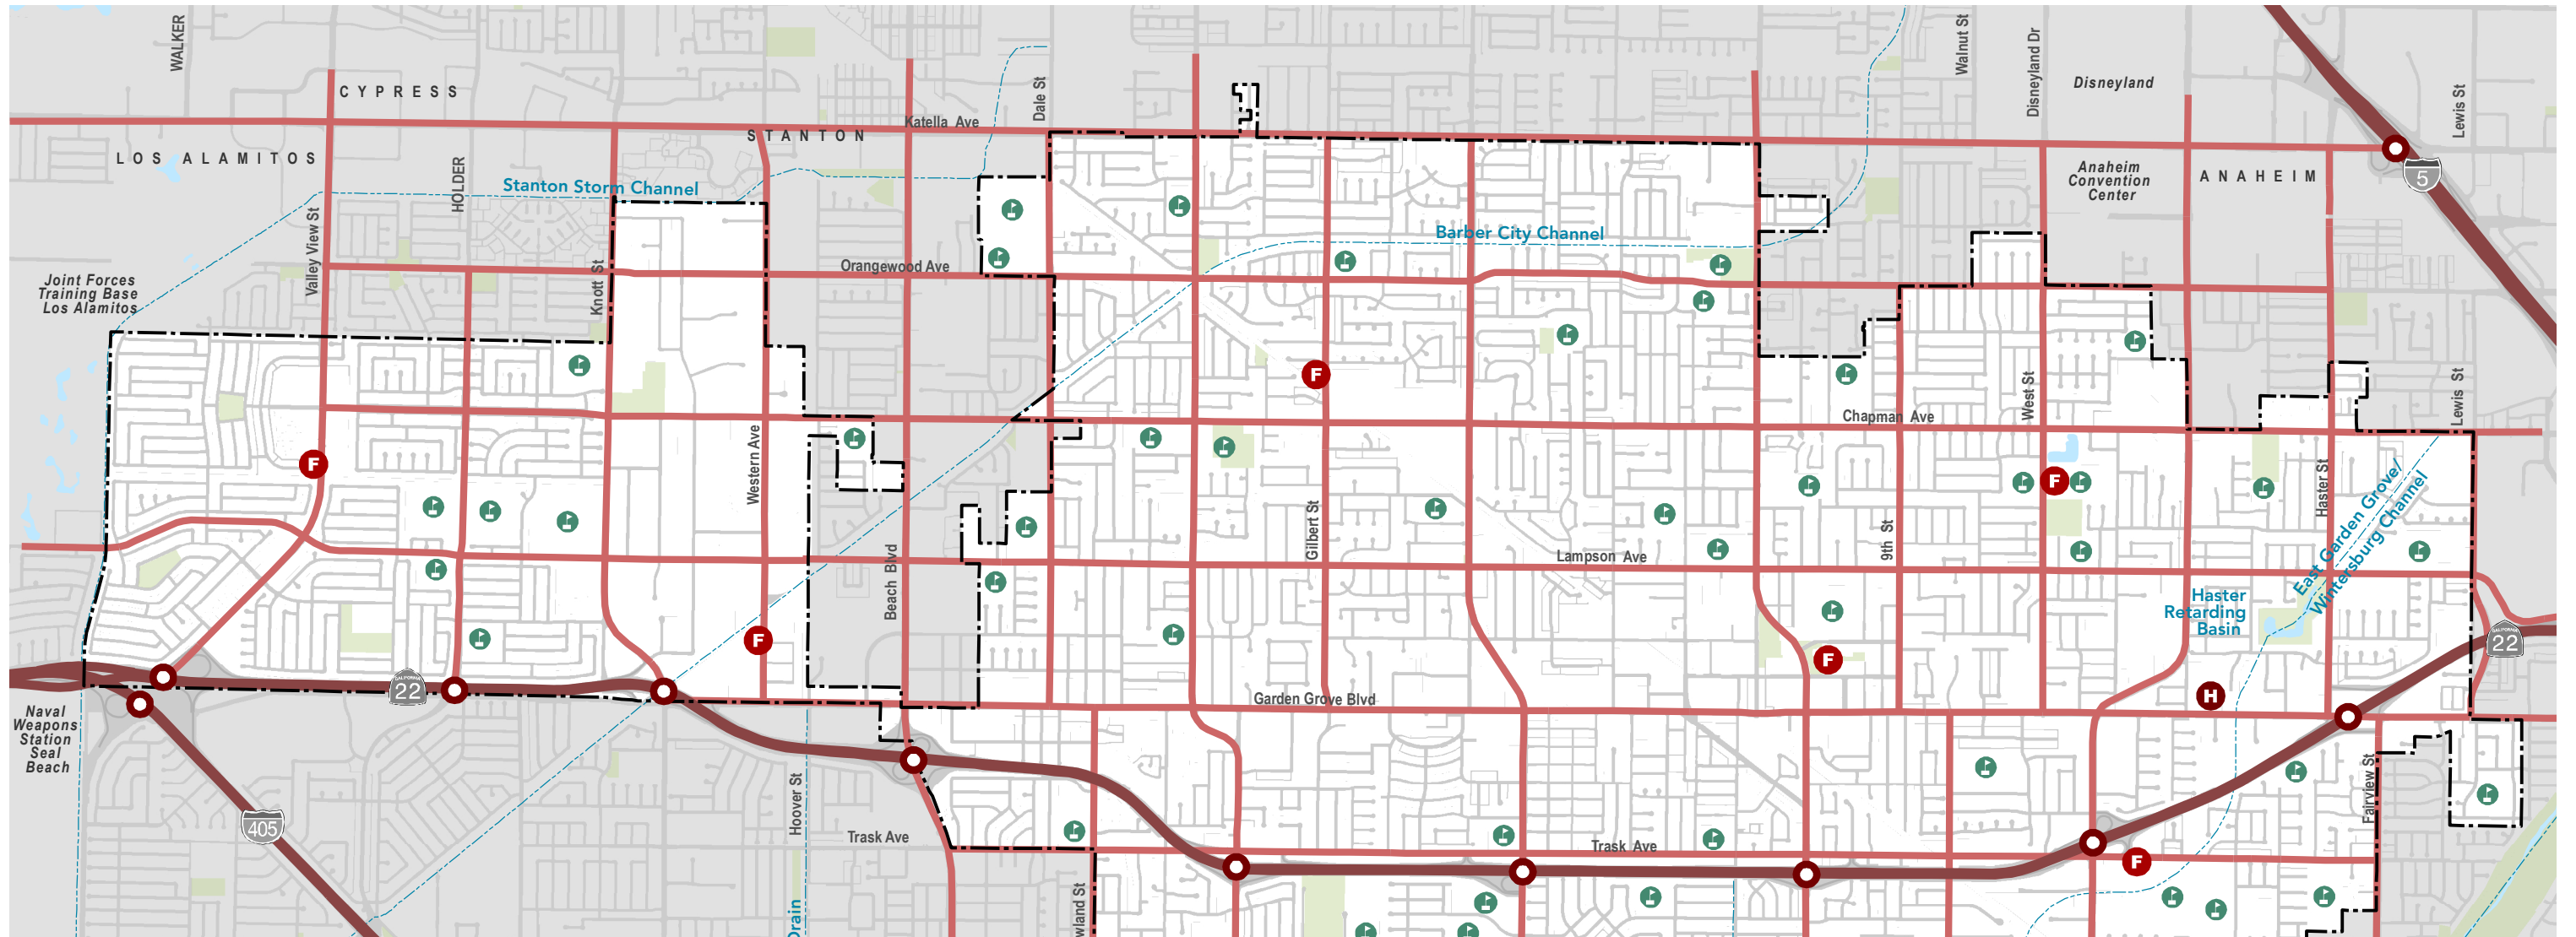 WALKER
CYPRESS
Katella Ave
Dale St
Walnut St
Disneyland Dr
Disneyland
Lewis St
STANTON
LOS ALAMITOS
HOLDER
Stanton Storm Channel
Anaheim
Convention
Center
ANAHEIM
5
Valley View St
Knott St
Orangewood Ave
Barber City Channel
Joint Forces
Training Base
Los Alamitos
F
West St
Lewis St
Chapman Ave
F
Western Ave
F
Haster St
Gilbert St
9th St
Lampson Ave
Beach Blvd
East Garden Grove/
Wintersburg Channel
Haster
Retarding
Basin
F
F
22
22
H
Garden Grove Blvd
Naval
Weapons
Station
Seal
Beach
405
Hoover St
Fairview St
Trask Ave
Trask Ave
F
Drain